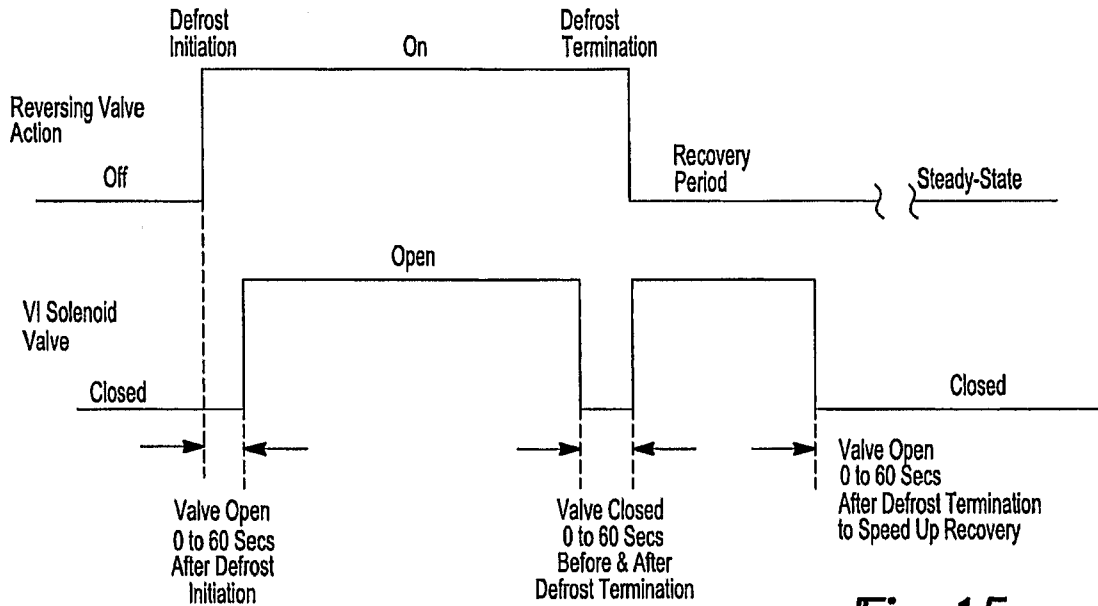 Defrost
Initiation
On
Defrost
Termination
Reversing Valve
Action
Off
Recovery
Period
Steady-State
Open
VI Solenoid
Valve
Closed
Closed
Valve Open
0 to 60 Secs
After Defrost
Initiation
Valve Closed
0 to 60 Secs
Before & After
Defrost Termination
Valve Open
0 to 60 Secs
After Defrost Termination
to Speed Up Recovery